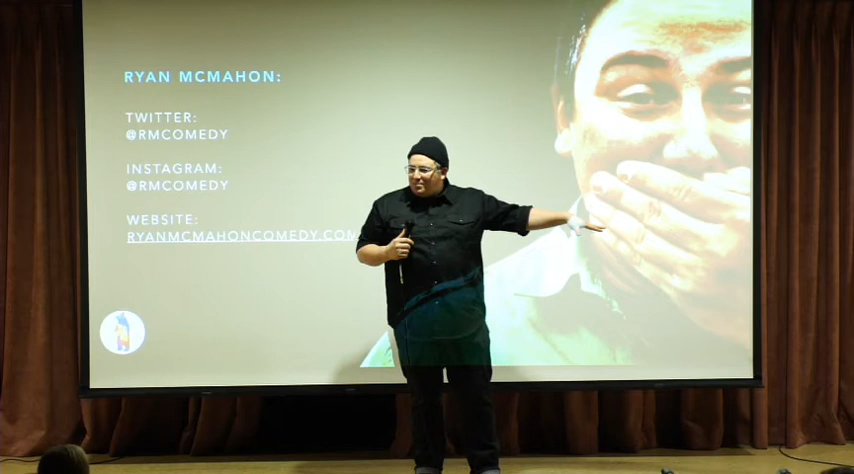 RYAN MCMAHON:
TWITTER:
@RMCOMEDY
INSTAGRAM:
@RMCOMEDY
WEBSITE:
RYANMCMAHONCOMEDY.COM